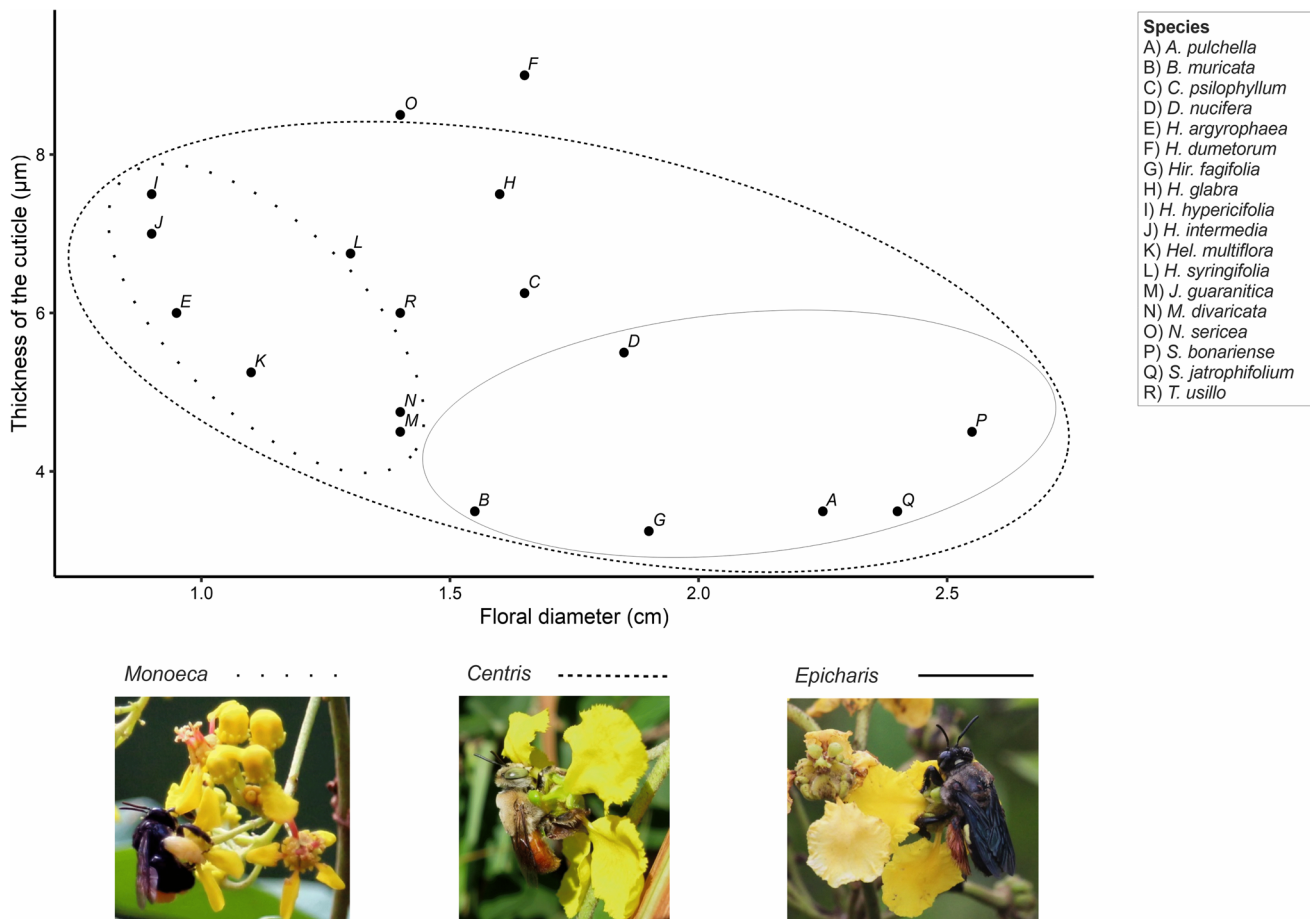 Species
A) A. pulchella
B) B. muricata
C) C. psilophyllum
D) D. nucifera
E) H. argyrophaea
F) H. dumetorum
G) Hir. fagifolia
H) H. glabra
I) H. hypericifolia
J) H. intermedia
K) Hel. multiflora
L) H. syringifolia
M) J. guaranitica
N) M. divaricata
O) N. sericea
P) S. bonariense
Q) S. jatrophifolium
R) T. usillo
Thickness of the cuticle (μm)
8
6
4
F
O
I
H
J
L
C
E
R
D
K
N
M
P
B
G
A
Q
1.0 1.5 2.0 2.5
Floral diameter (cm)
Monoeca Centris Epicharis